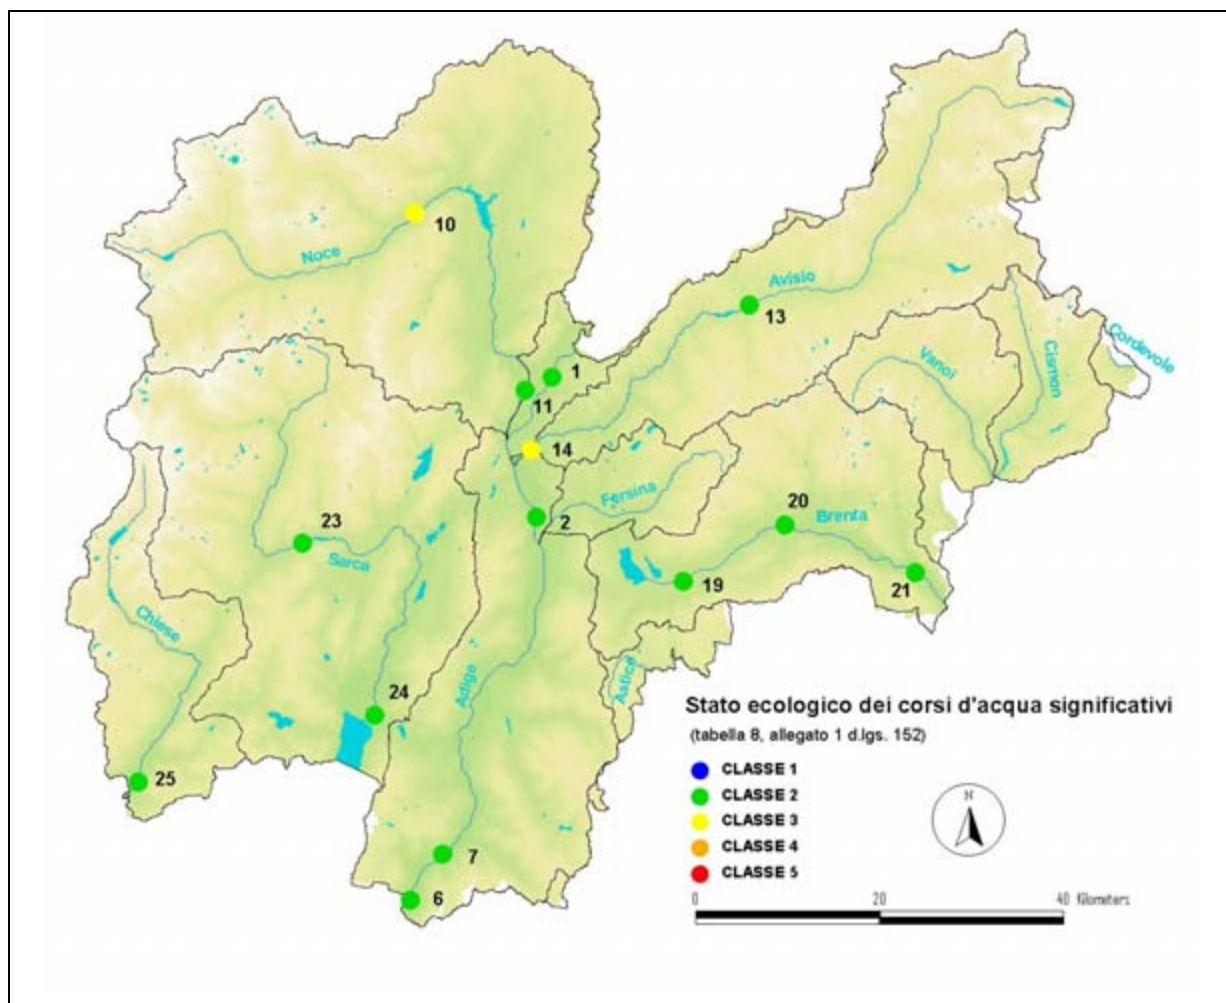 10
Noce
Avisio
13
Cordevole
Vanoi
Cismon
1
11
14
Fersina
2
20
Brenta
23
Sarca
19
21
Chiese
Adige
Astico
24
25
7
6
Stato ecologico dei corsi d'acqua significativi
(tabella 8, allegato 1 d.lgs. 152)
CLASSE 1
CLASSE 2
CLASSE 3
CLASSE 4
CLASSE 5
N
0 20 40 Kilometers